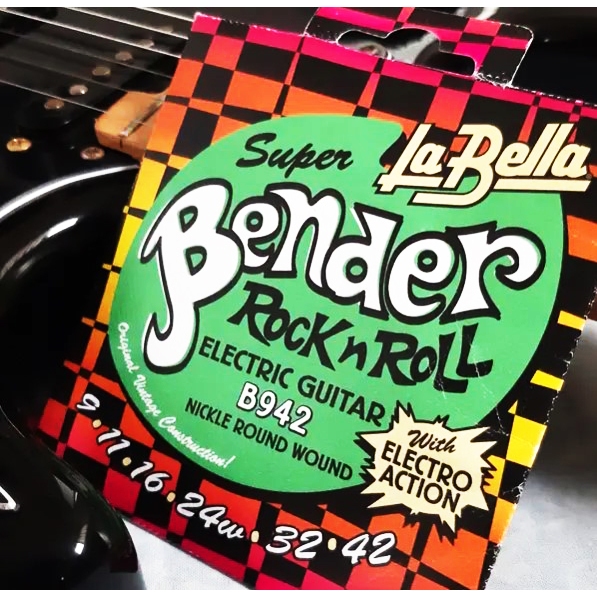 La Bella
Super
Bender
Rock n Roll
ELECTRIC GUITAR
B942
NICKLE ROUND WOUND
Original Vintage Construction!
With
ELECTRO
ACTION
9•11•16•24w•32•42